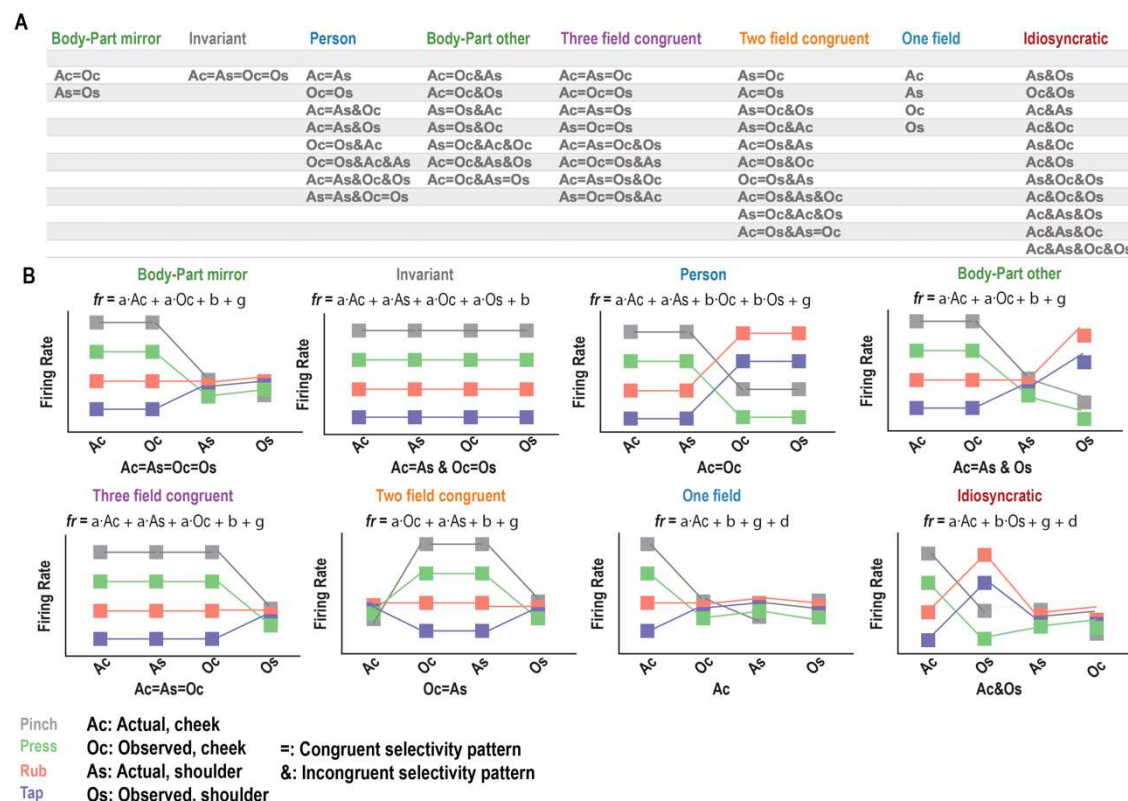 A
Body-Part mirror Invariant Person Body-Part other Three field congruent Two field congruent One field Idiosyncratic
Ac=Oc Ac=As=Oc=Os Ac=As Ac=Oc&As Ac=As=Oc As=Oc Ac As&Os
As=Os Oc=Os Ac=Oc&Os Ac=Oc=Os Ac=Os As Oc&Os
Ac=As&Oc As=Os&Ac Ac=As=Os As=Oc&Os Oc Ac&As
Ac=As&Os As=Os&Oc As=Oc=Os As=Oc&Ac Os Ac&Oc
Oc=Os&Ac As=Oc&Ac&Oc Ac=As=Oc&Os Ac=Os&As As&Oc
Oc=Os&Ac&As Ac=Oc&As&Os Ac=Oc=Os&As Ac=Os&Oc Ac&Os
Ac=As&Oc&Os Ac=Oc&As=Os Ac=As=Os&Oc Oc=Os&As As&Oc&Os
As=As&Oc=Os As=Oc=Os&Ac Ac=Os&As&Oc Ac&Oc&Os
As=Oc&Ac&Os Ac&As&Os
Ac=Os&As=Oc Ac&As&Oc
Ac&As&Oc&Os
B
Body-Part mirror Invariant Person Body-Part other
fr = a·Ac + a·Oc + b + g fr = a·Ac + a·As + a·Oc + a·Os + b fr = a·Ac + a·As + b·Oc + b·Os + g fr = a·Ac + a·Oc + b + g
Firing Rate Firing Rate Firing Rate Firing Rate
Ac Oc As Os Ac Oc As Os Ac As Oc Os Ac Oc As Os
Ac=As=Oc=Os Ac=As & Oc=Os Ac=Oc Ac=As & Os
Three field congruent Two field congruent One field Idiosyncratic
fr = a·Ac + a·As + a·Oc + b + g fr = a·Oc + a·As + b + g fr = a·Ac + b + g + d fr = a·Ac + b·Os + g + d
Firing Rate Firing Rate Firing Rate Firing Rate
Ac As Oc Os Ac Oc As Os Ac Oc As Os Ac Os As Oc
Ac=As=Oc Oc=As Ac Ac&Os
Pinch Ac: Actual, cheek
Press Oc: Observed, cheek =: Congruent selectivity pattern
Rub As: Actual, shoulder &: Incongruent selectivity pattern
Tap Os: Observed, shoulder